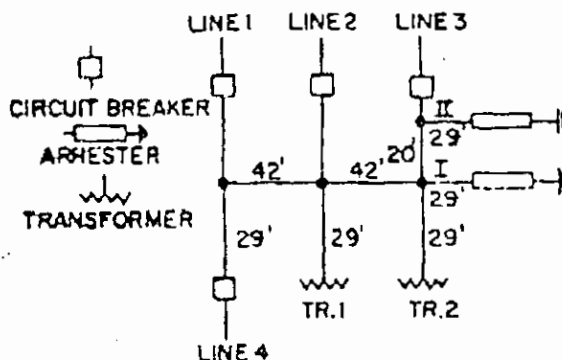 LINE 1 LINE 2 LINE 3
CIRCUIT BREAKER
II
29'
20'
ARHESTER
42' 42' I
29'
TRANSFORMER
29' 29' 29'
TR.1 TR.2
LINE 4